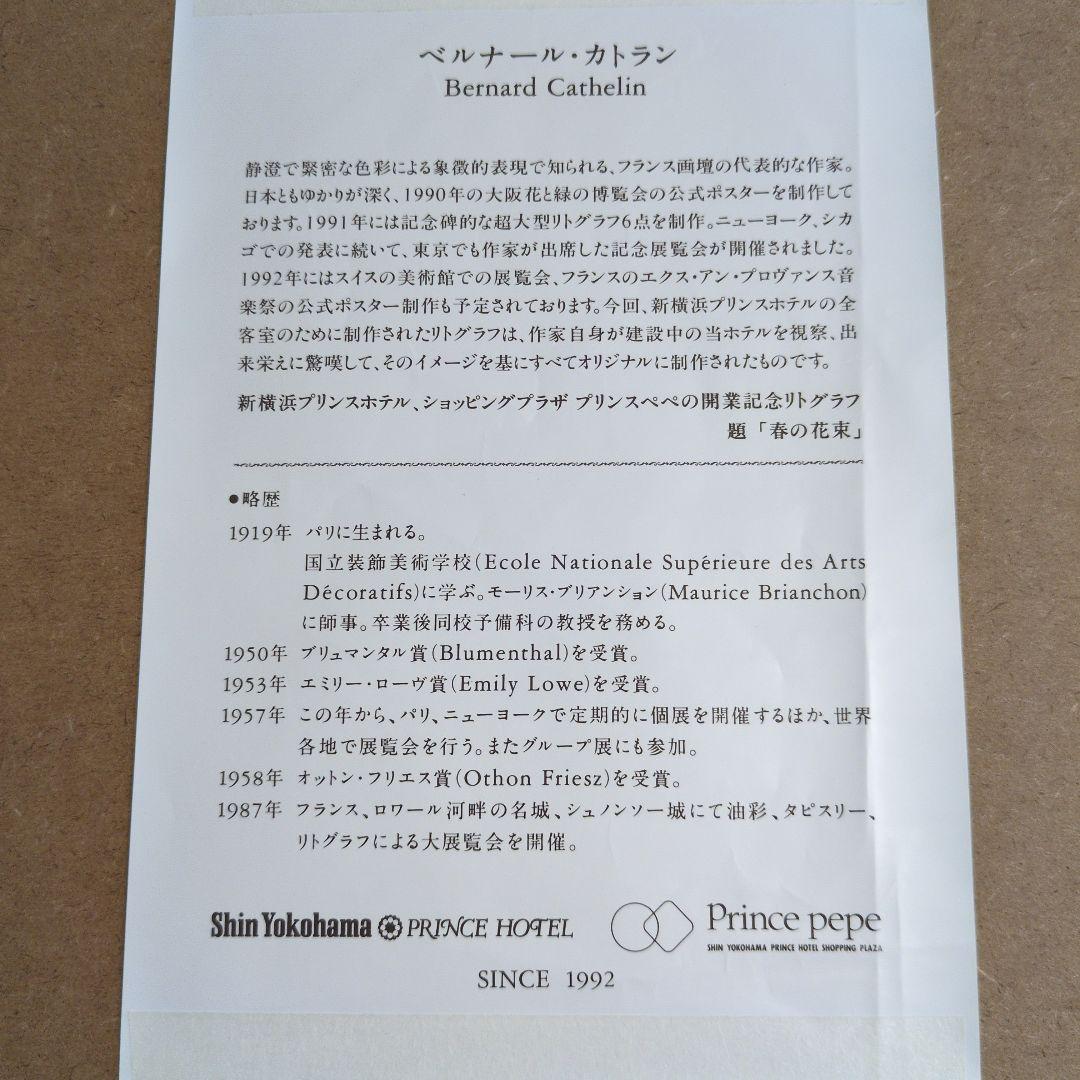 ベルナール・カトラン
Bernard Cathelin
静澄で緊密な色彩による象徴的表現で知られる、フランス画壇の代表的な作家。
日本ともゆかりが深く、1990年の大阪花と緑の博覧会の公式ポスターを制作して
おります。1991年には記念碑的な超大型リトグラフ6点を制作。ニューヨーク、シカ
ゴでの発表に続いて、東京でも作家が出席した記念展覧会が開催されました。
1992年にはスイスの美術館での展覧会、フランスのエクス・アン・プロヴァンス音
楽祭の公式ポスター制作も予定されております。今回、新横浜プリンスホテルの全
客室のために制作されたリトグラフは、作家自身が建設中の当ホテルを視察、出
来栄えに驚嘆して、そのイメージを基にすべてオリジナルに制作されたものです。
新横浜プリンスホテル、ショッピングプラザ プリンスペペの開業記念リトグラフ
題「春の花束」
●略歴
1919年 パリに生まれる。
国立装飾美術学校(Ecole Nationale Supérieure des Arts
Décoratifs)に学ぶ。モーリス・ブリアンション(Maurice Brianchon)
に師事。卒業後同校予備科の教授を務める。
1950年 ブリュマンタル賞(Blumenthal)を受賞。
1953年 エミリー・ローヴ賞(Emily Lowe)を受賞。
1957年 この年から、パリ、ニューヨークで定期的に個展を開催するほか、世界
各地で展覧会を行う。またグループ展にも参加。
1958年 オットン・フリエス賞(Othon Friesz)を受賞。
1987年 フランス、ロワール河畔の名城、シュノンソー城にて油彩、タピスリー、
リトグラフによる大展覧会を開催。
Shin Yokohama PRINCE HOTEL
Prince pepe
SHIN YOKOHAMA PRINCE HOTEL SHOPPING PLAZA
SINCE 1992